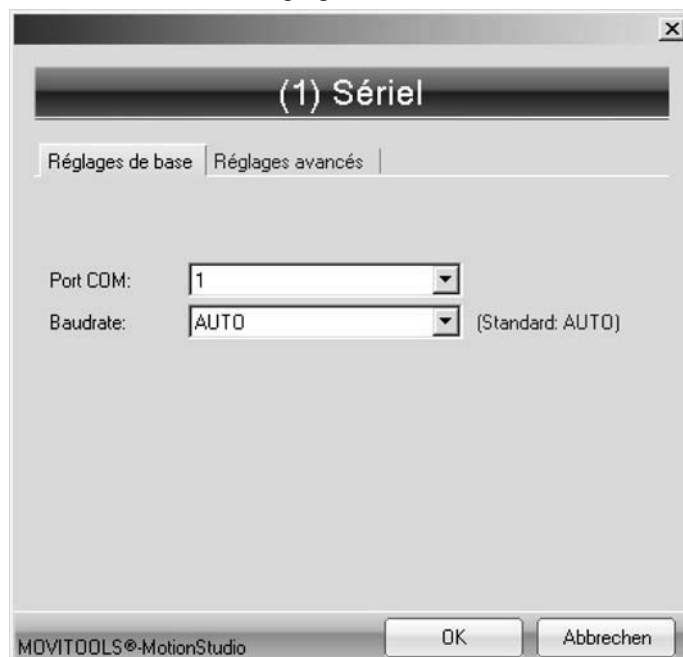 (1) Sériel
Réglages de base Réglages avancés
Port COM: 1
Baudrate: AUTO (Standard: AUTO)
MOVITOOLS®-MotionStudio OK Abbrechen